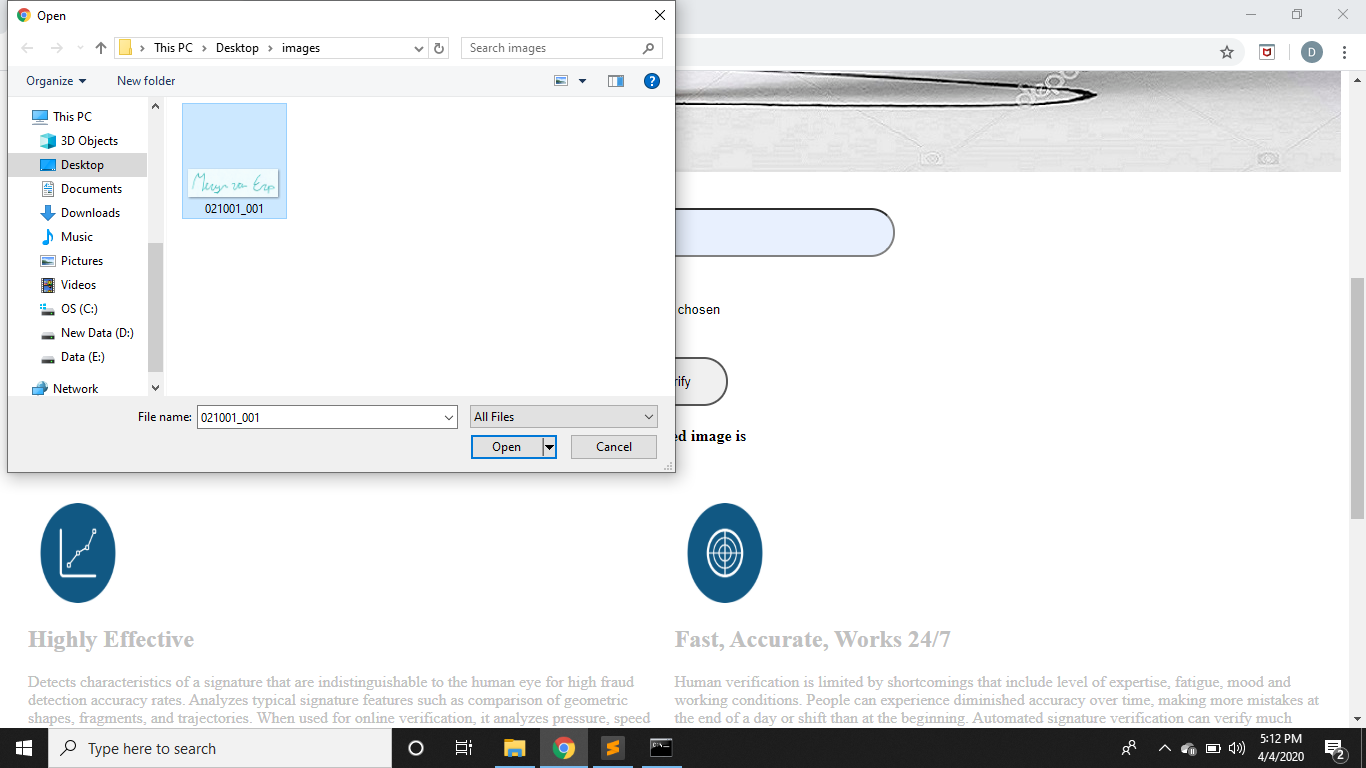 Open
This PC
Desktop
images
Search images
Organize
New folder
This PC
3D Objects
Desktop
Documents
Downloads
Music
Pictures
Videos
OS (C:)
New Data (D:)
Data (E:)
Network
021001_001
File name:
021001_001
All Files
Open
Cancel
D
chosen
rify
ed image is
Highly Effective
Detects characteristics of a signature that are indistinguishable to the human eye for high fraud
detection accuracy rates. Analyzes typical signature features such as comparison of geometric
shapes, fragments, and trajectories. When used for online verification, it analyzes pressure, speed
Fast, Accurate, Works 24/7
Human verification is limited by shortcomings that include level of expertise, fatigue, mood and
working conditions. People can experience diminished accuracy over time, making more mistakes at
the end of a day or shift than at the beginning. Automated signature verification can verify much
Type here to search
5:12 PM
4/4/2020
2